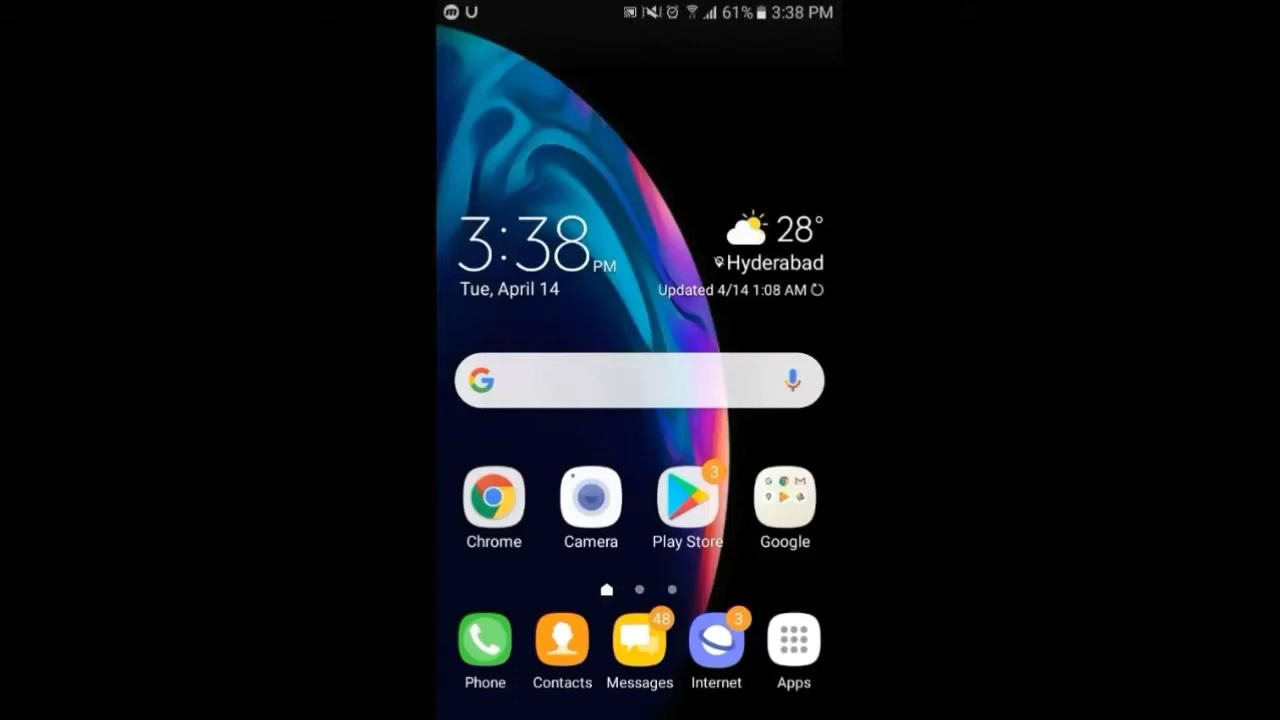 61% 3:38 PM
3:38 PM
28°
Hyderabad
Tue, April 14
Updated 4/14 1:08 AM
3
Chrome
Camera
Play Store
Google
48
3
Phone
Contacts
Messages
Internet
Apps